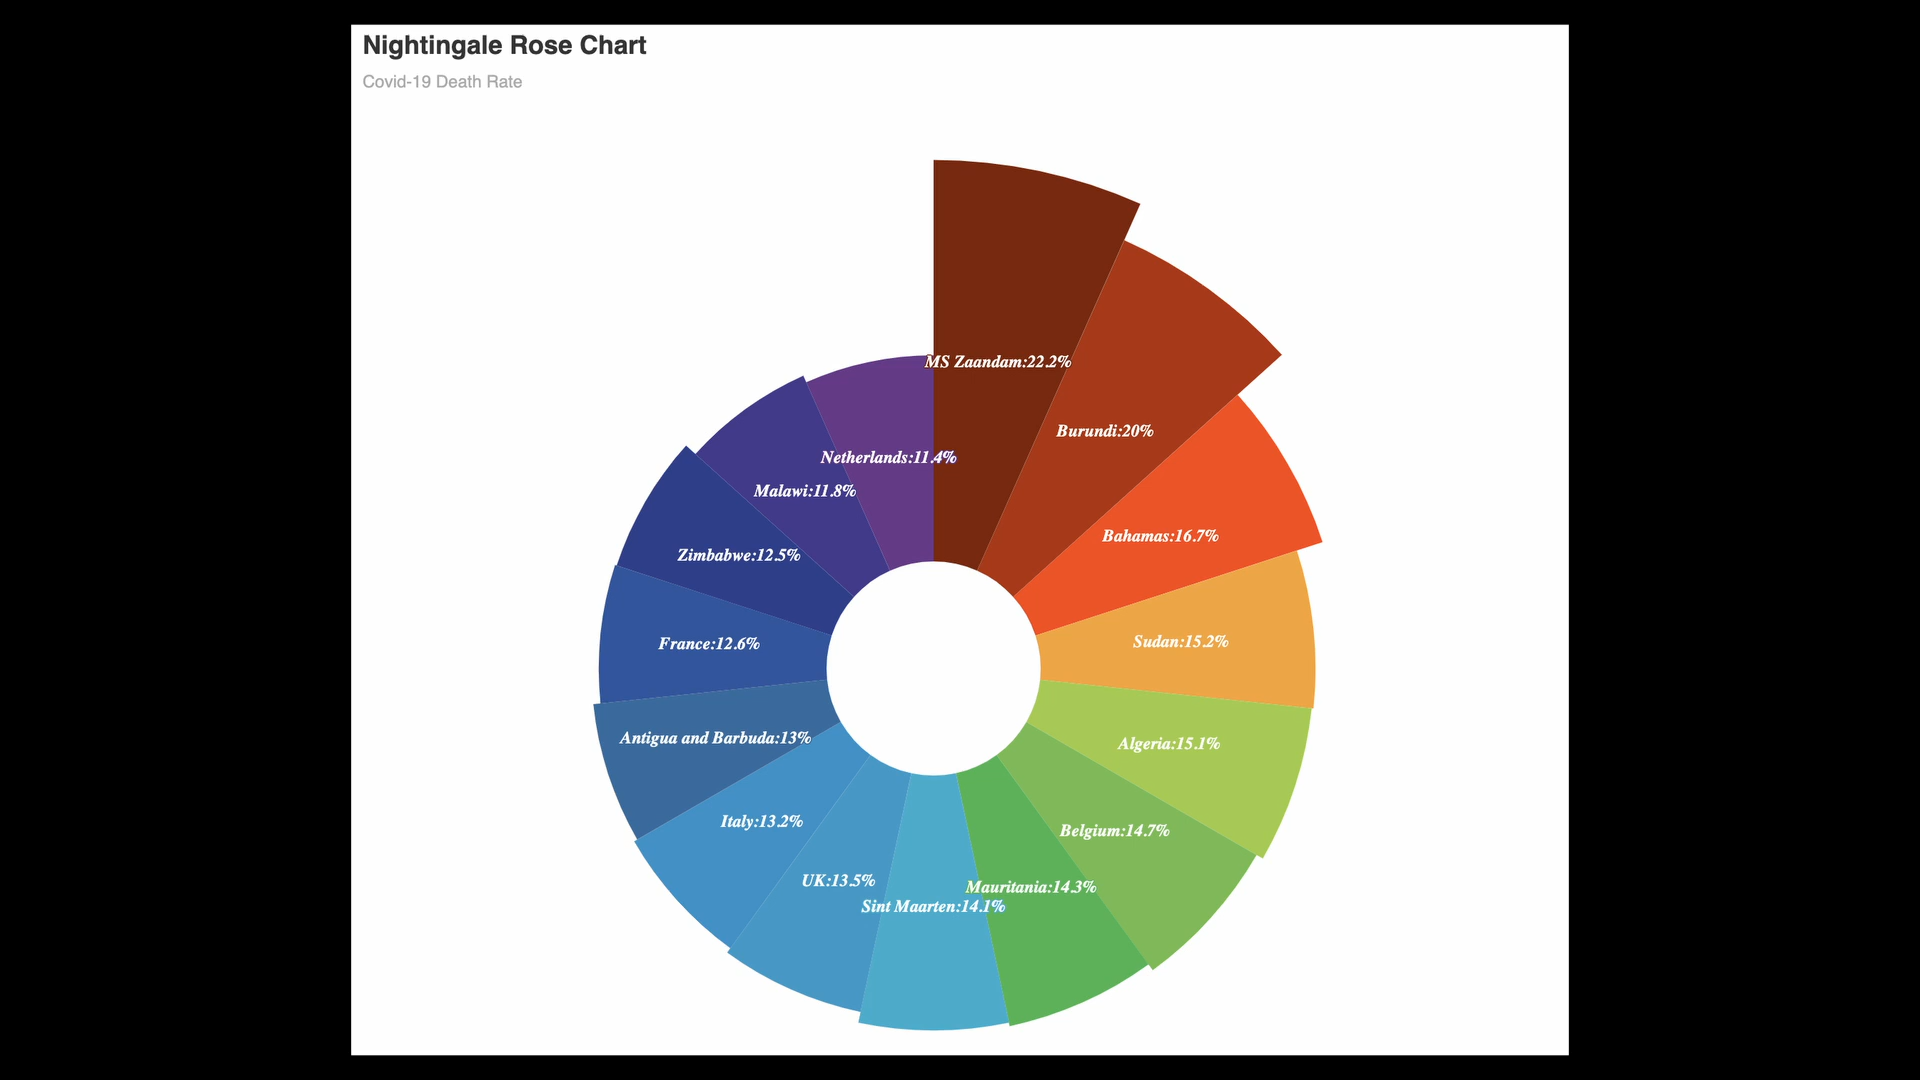 Nightingale Rose Chart
Covid-19 Death Rate
MS Zaandam:22.2%
Burundi:20%
Bahamas:16.7%
Sudan:15.2%
Algeria:15.1%
Belgium:14.7%
Mauritania:14.3%
Sint Maarten:14.1%
UK:13.5%
Italy:13.2%
Antigua and Barbuda:13%
France:12.6%
Zimbabwe:12.5%
Malawi:11.8%
Netherlands:11.4%